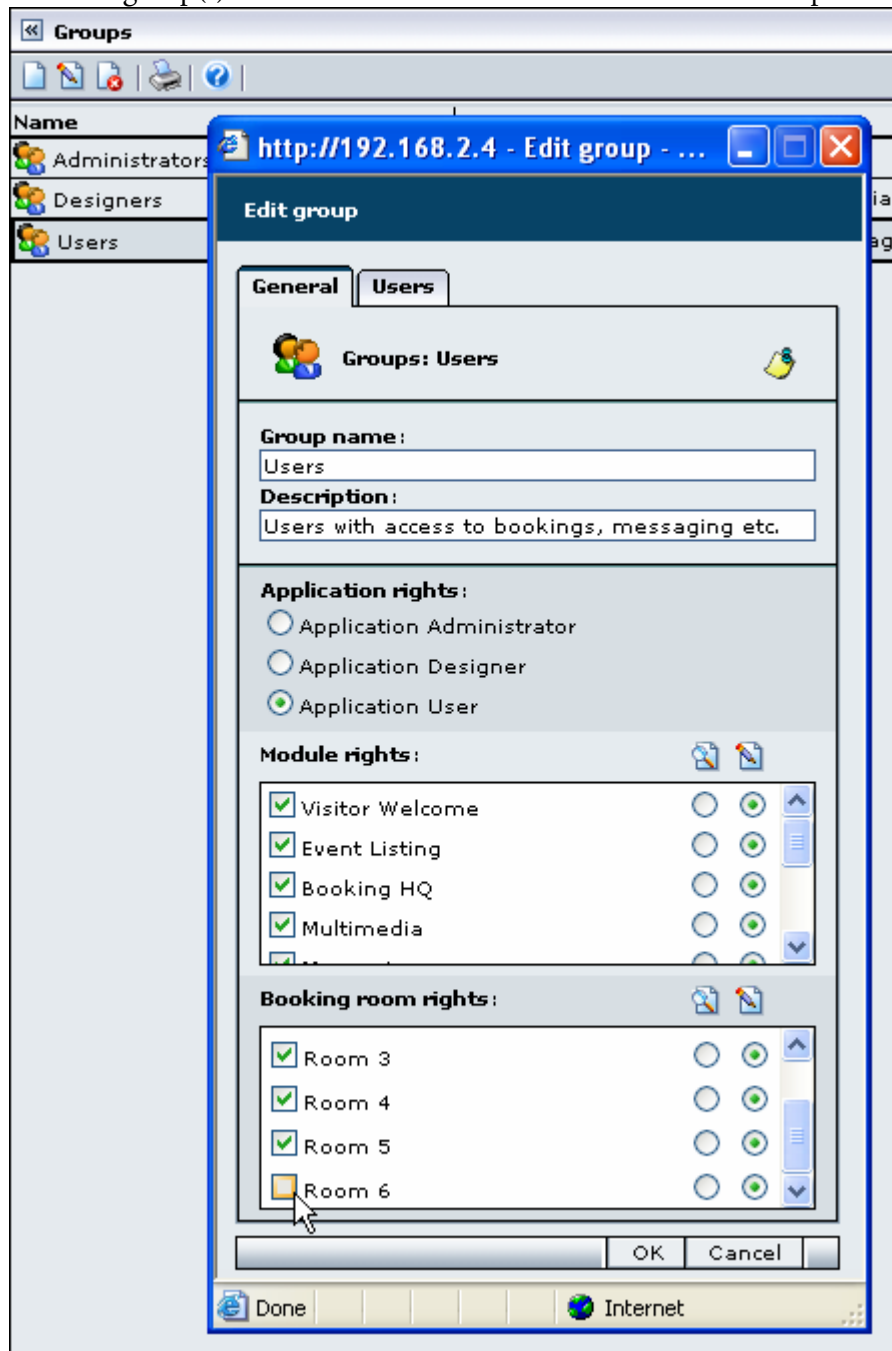 Groups
Name
Administrators
Designers
Users
http://192.168.2.4 - Edit group - ...
Edit group
General Users
Groups: Users
Group name:
Users
Description:
Users with access to bookings, messaging etc.
Application rights:
Application Administrator
Application Designer
Application User
Module rights:
Visitor Welcome
Event Listing
Booking HQ
Multimedia
Booking room rights:
Room 3
Room 4
Room 5
Room 6
OK Cancel
Done Internet